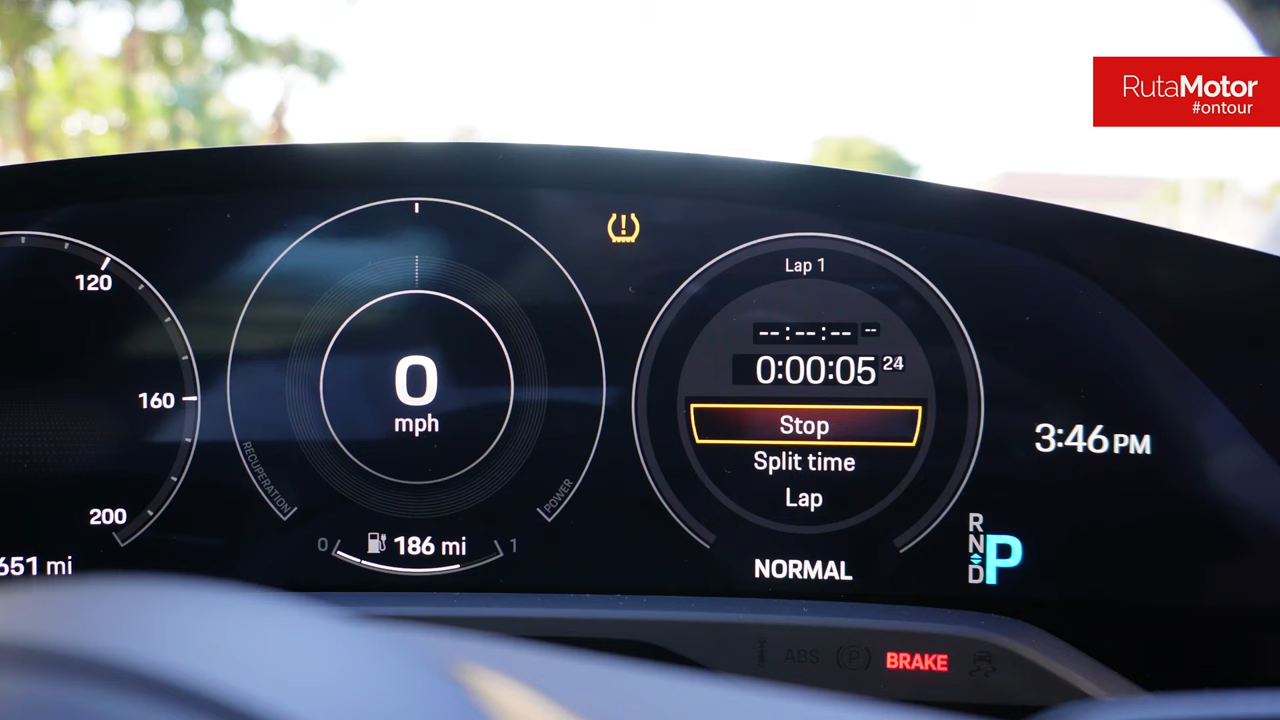 RutaMotor
#ontour
120
160
200
651 mi
0
mph
RECUPERATION
POWER
0
186 mi
1
Lap 1
--:--:-- --
0:00:05 24
Stop
Split time
Lap
NORMAL
3:46 PM
R
N
D
P
ABS
P
BRAKE